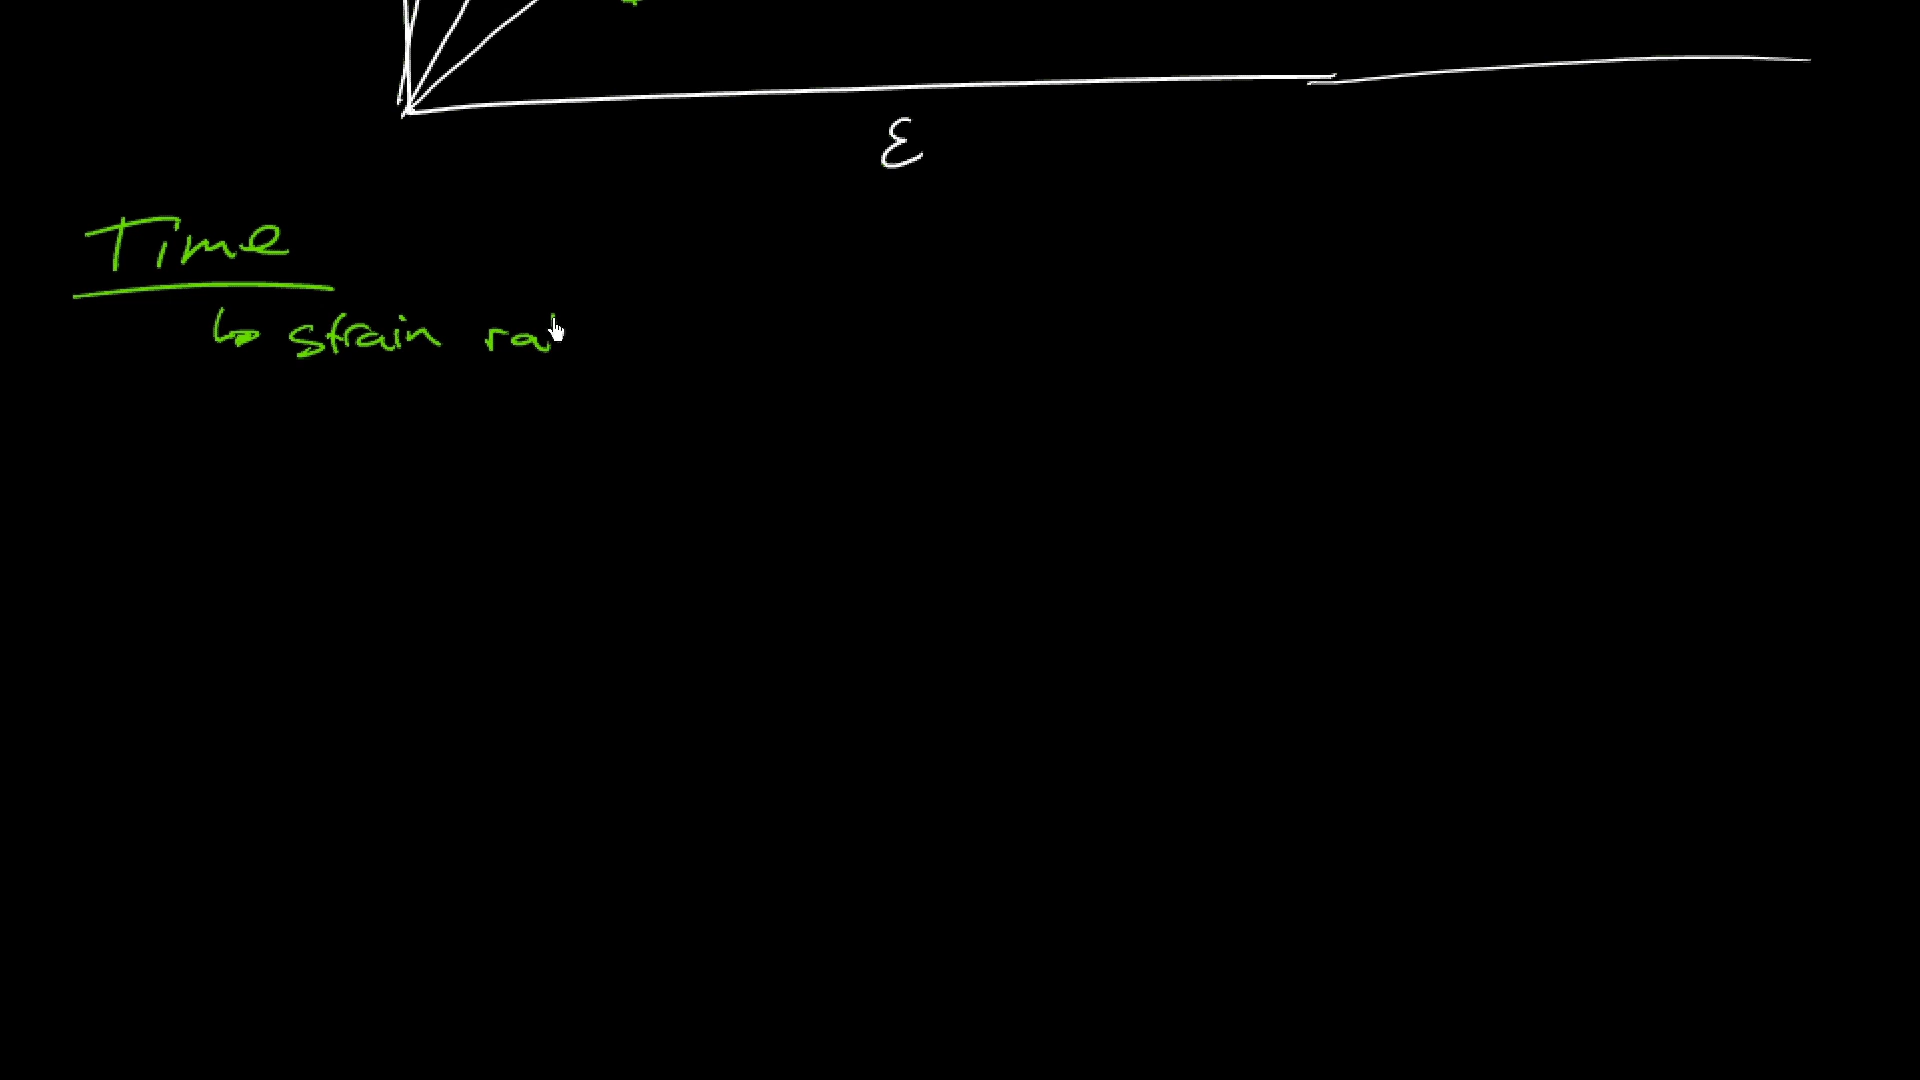 ε
Time
↳ strain ra